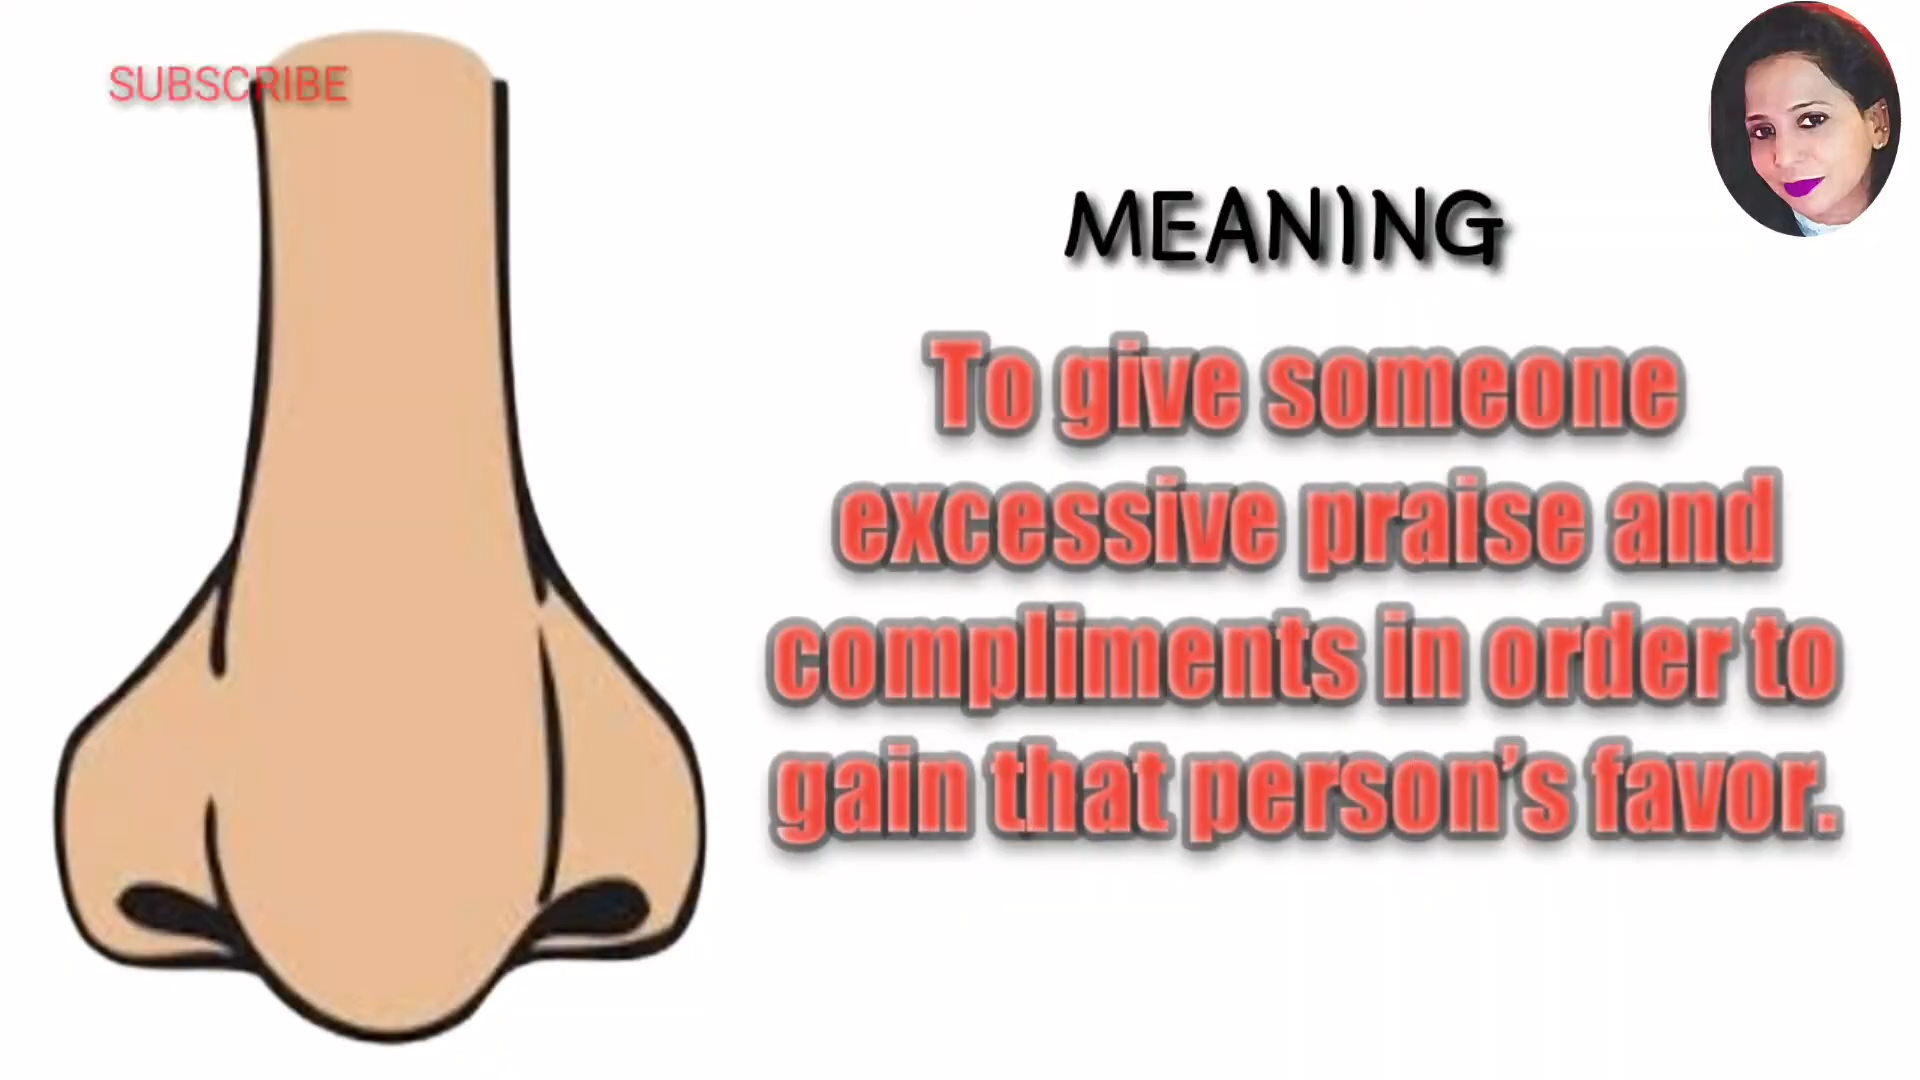 SUBSCRIBE
MEANING
To give someone
excessive praise and
compliments in order to
gain that person’s favor.